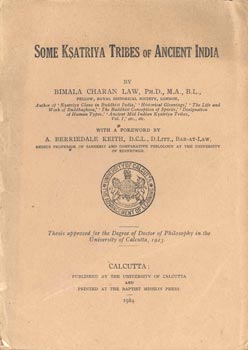 SOME KṢATRIYA TRIBES OF ANCIENT INDIA
BY
BIMALA CHARAN LAW, PH.D., M.A., B.L.,
FELLOW, ROYAL HISTORICAL SOCIETY, LONDON,
Author of 'Kṣatriya Clans in Buddhist India,' 'Historical Gleanings,' 'The Life and
Work of Buddhaghosa,' 'The Buddhist Conception of Spirits,' 'Designation
of Human Types,' 'Ancient Mid Indian Kṣatriya Tribes,
Vol. I,' etc., etc.
WITH A FOREWORD BY
A. BERRIEDALE KEITH, D.C.L., D.LITT., BAR-AT-LAW.
REGIUS PROFESSOR OF SANSKRIT AND COMPARATIVE PHILOLOGY AT THE UNIVERSITY
OF EDINBURGH.
Thesis approved for the Degree of Doctor of Philosophy in the
University of Calcutta, 1923.
CALCUTTA:
PUBLISHED BY THE UNIVERSITY OF CALCUTTA
AND
PRINTED AT THE BAPTIST MISSION PRESS
1924